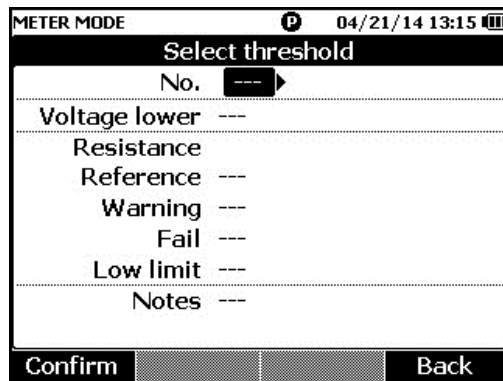 METER MODE P 04/21/14 13:15
Select threshold
No. ---
Voltage lower ---
Resistance
Reference ---
Warning ---
Fail ---
Low limit ---
Notes ---
Confirm Back